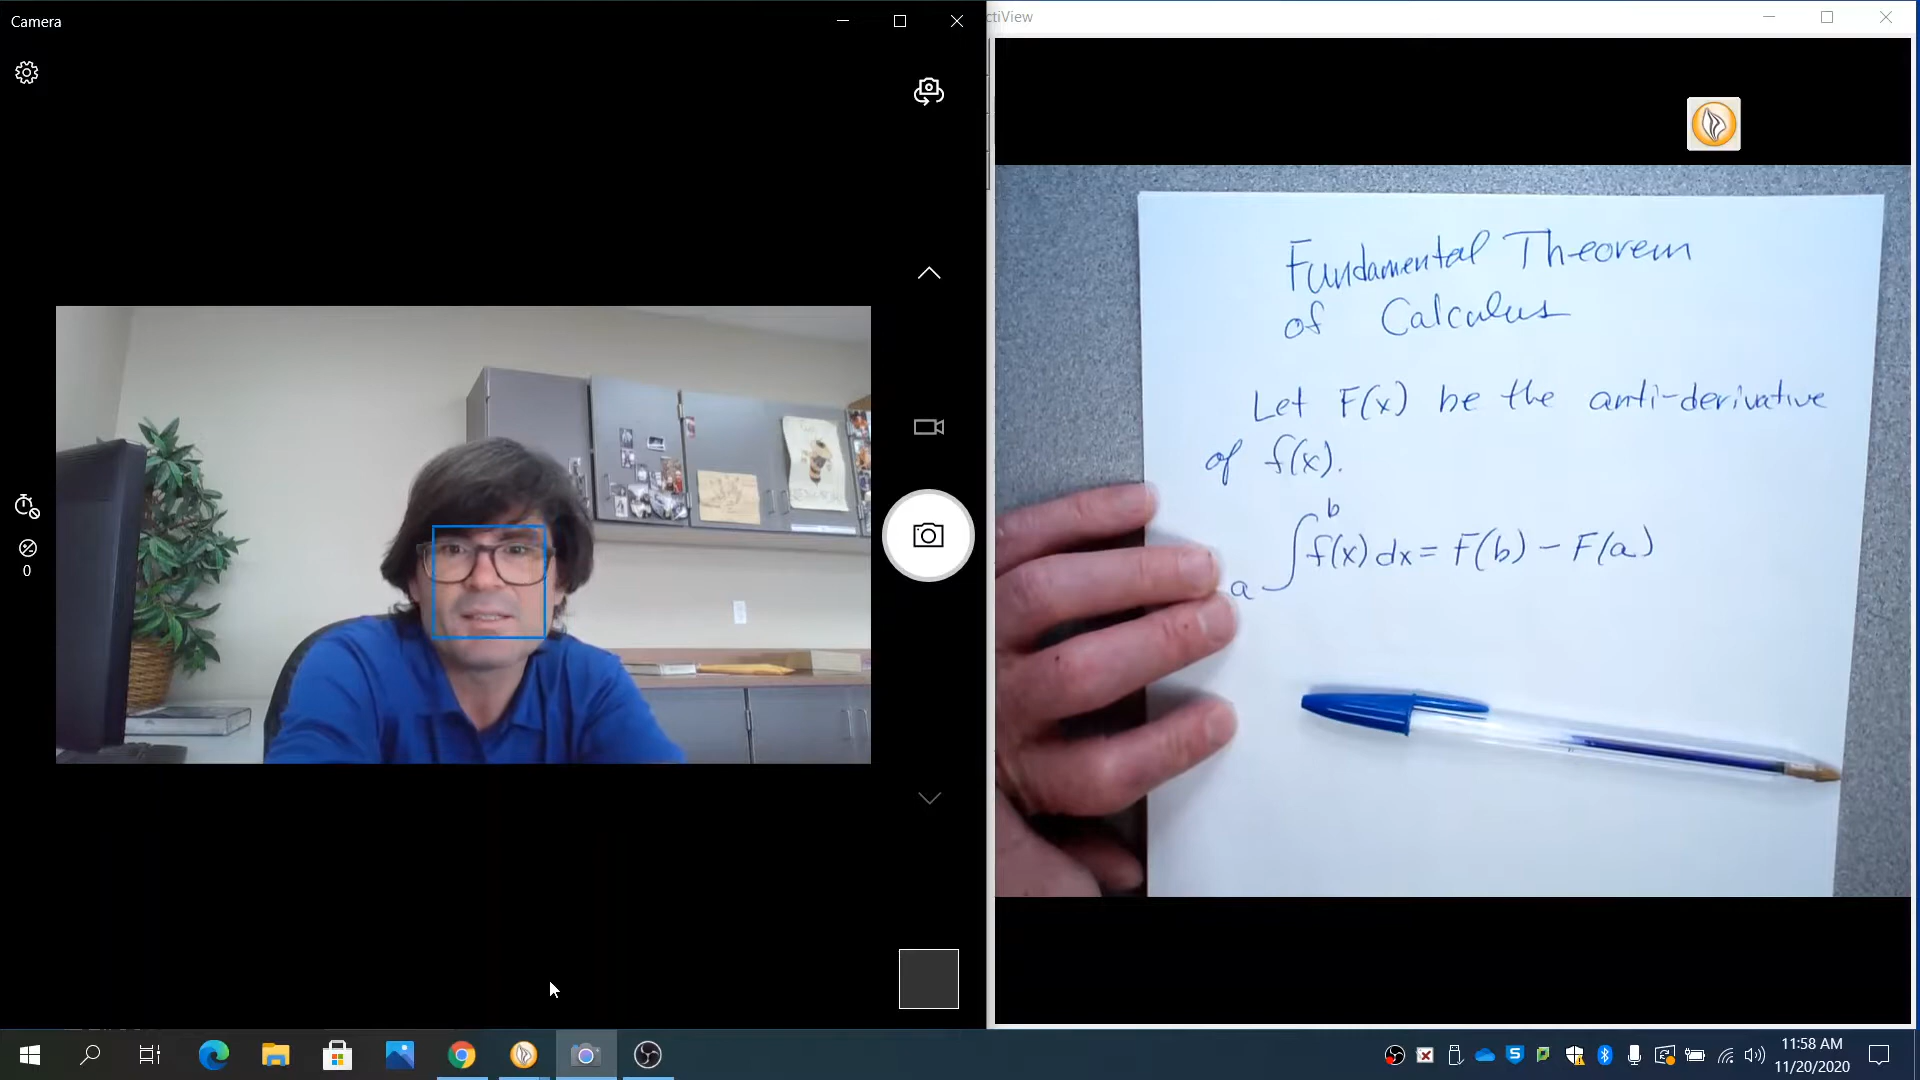 Camera
ctiView
0
Fundamental Theorem
of Calculus
Let F(x) be the anti-derivative
of f(x).
b
∫f(x) dx = F(b) - F(a)
a
11:58 AM
11/20/2020